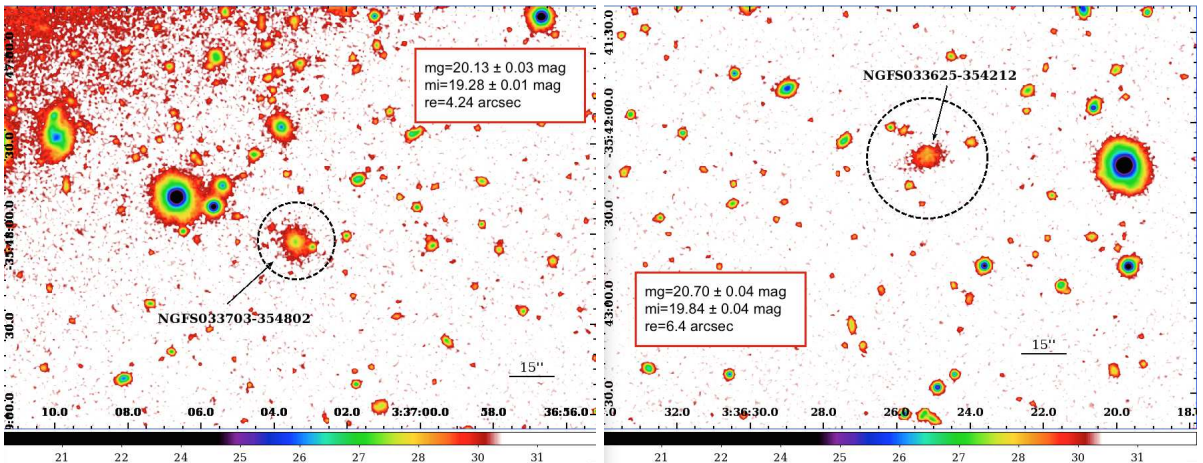 mg=20.13 ± 0.03 mag
mi=19.28 ± 0.01 mag
re=4.24 arcsec
NGFS033703-354802
15''
47:00.0
30.0
-35:48:00.0
30.0
10.0 08.0 06.0 04.0 02.0 3:37:00.0 58.0 36:56.0
21 22 24 25 26 27 28 30 31
NGFS033625-354212
mg=20.70 ± 0.04 mag
mi=19.84 ± 0.04 mag
re=6.4 arcsec
15''
41:30.0
-35:42:00.0
30.0
43:00.0
30.0
32.0 3:36:30.0 28.0 26.0 24.0 22.0 20.0
21 22 24 25 26 27 28 30 31